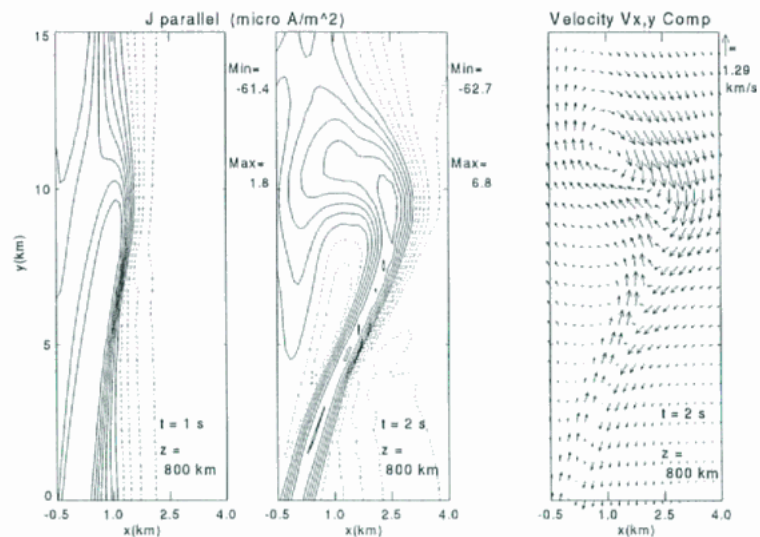 J parallel (micro A/m^2)
Velocity Vx,y Comp
15
10
5
0
y(km)
Min=
-61.4
Max=
1.8
t = 1 s
z =
800 km
-0.5 1.0 2.5 4.0
x(km)
Min=
-62.7
Max=
6.8
t = 2 s
z =
800 km
-0.5 1.0 2.5 4.0
x(km)
=
1.29
km/s
t = 2 s
z =
800 km
-0.5 1.0 2.5 4.0
x(km)